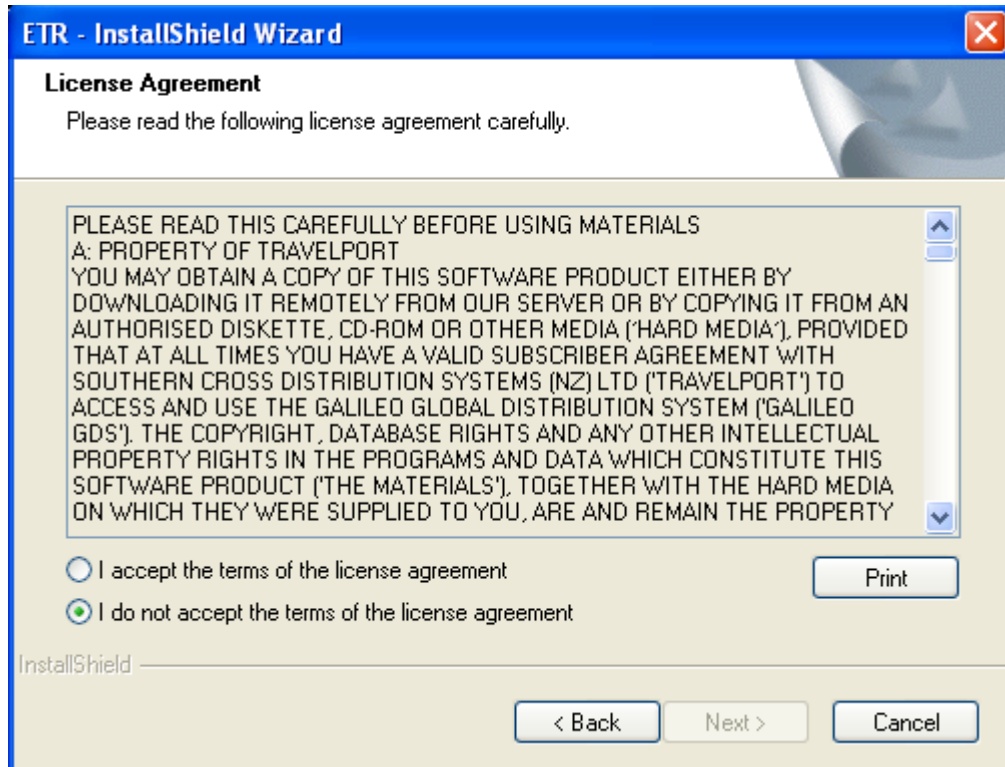 ETR - InstallShield Wizard
License Agreement
Please read the following license agreement carefully.
PLEASE READ THIS CAREFULLY BEFORE USING MATERIALS
A: PROPERTY OF TRAVELPORT
YOU MAY OBTAIN A COPY OF THIS SOFTWARE PRODUCT EITHER BY
DOWNLOADING IT REMOTELY FROM OUR SERVER OR BY COPYING IT FROM AN
AUTHORISED DISKETTE, CD-ROM OR OTHER MEDIA (´HARD MEDIA´), PROVIDED
THAT AT ALL TIMES YOU HAVE A VALID SUBSCRIBER AGREEMENT WITH
SOUTHERN CROSS DISTRIBUTION SYSTEMS (NZ) LTD ('TRAVELPORT') TO
ACCESS AND USE THE GALILEO GLOBAL DISTRIBUTION SYSTEM ('GALILEO
GDS'). THE COPYRIGHT, DATABASE RIGHTS AND ANY OTHER INTELLECTUAL
PROPERTY RIGHTS IN THE PROGRAMS AND DATA WHICH CONSTITUTE THIS
SOFTWARE PRODUCT ('THE MATERIALS'), TOGETHER WITH THE HARD MEDIA
ON WHICH THEY WERE SUPPLIED TO YOU, ARE AND REMAIN THE PROPERTY
I accept the terms of the license agreement
Print
I do not accept the terms of the license agreement
InstallShield
< Back
Next >
Cancel